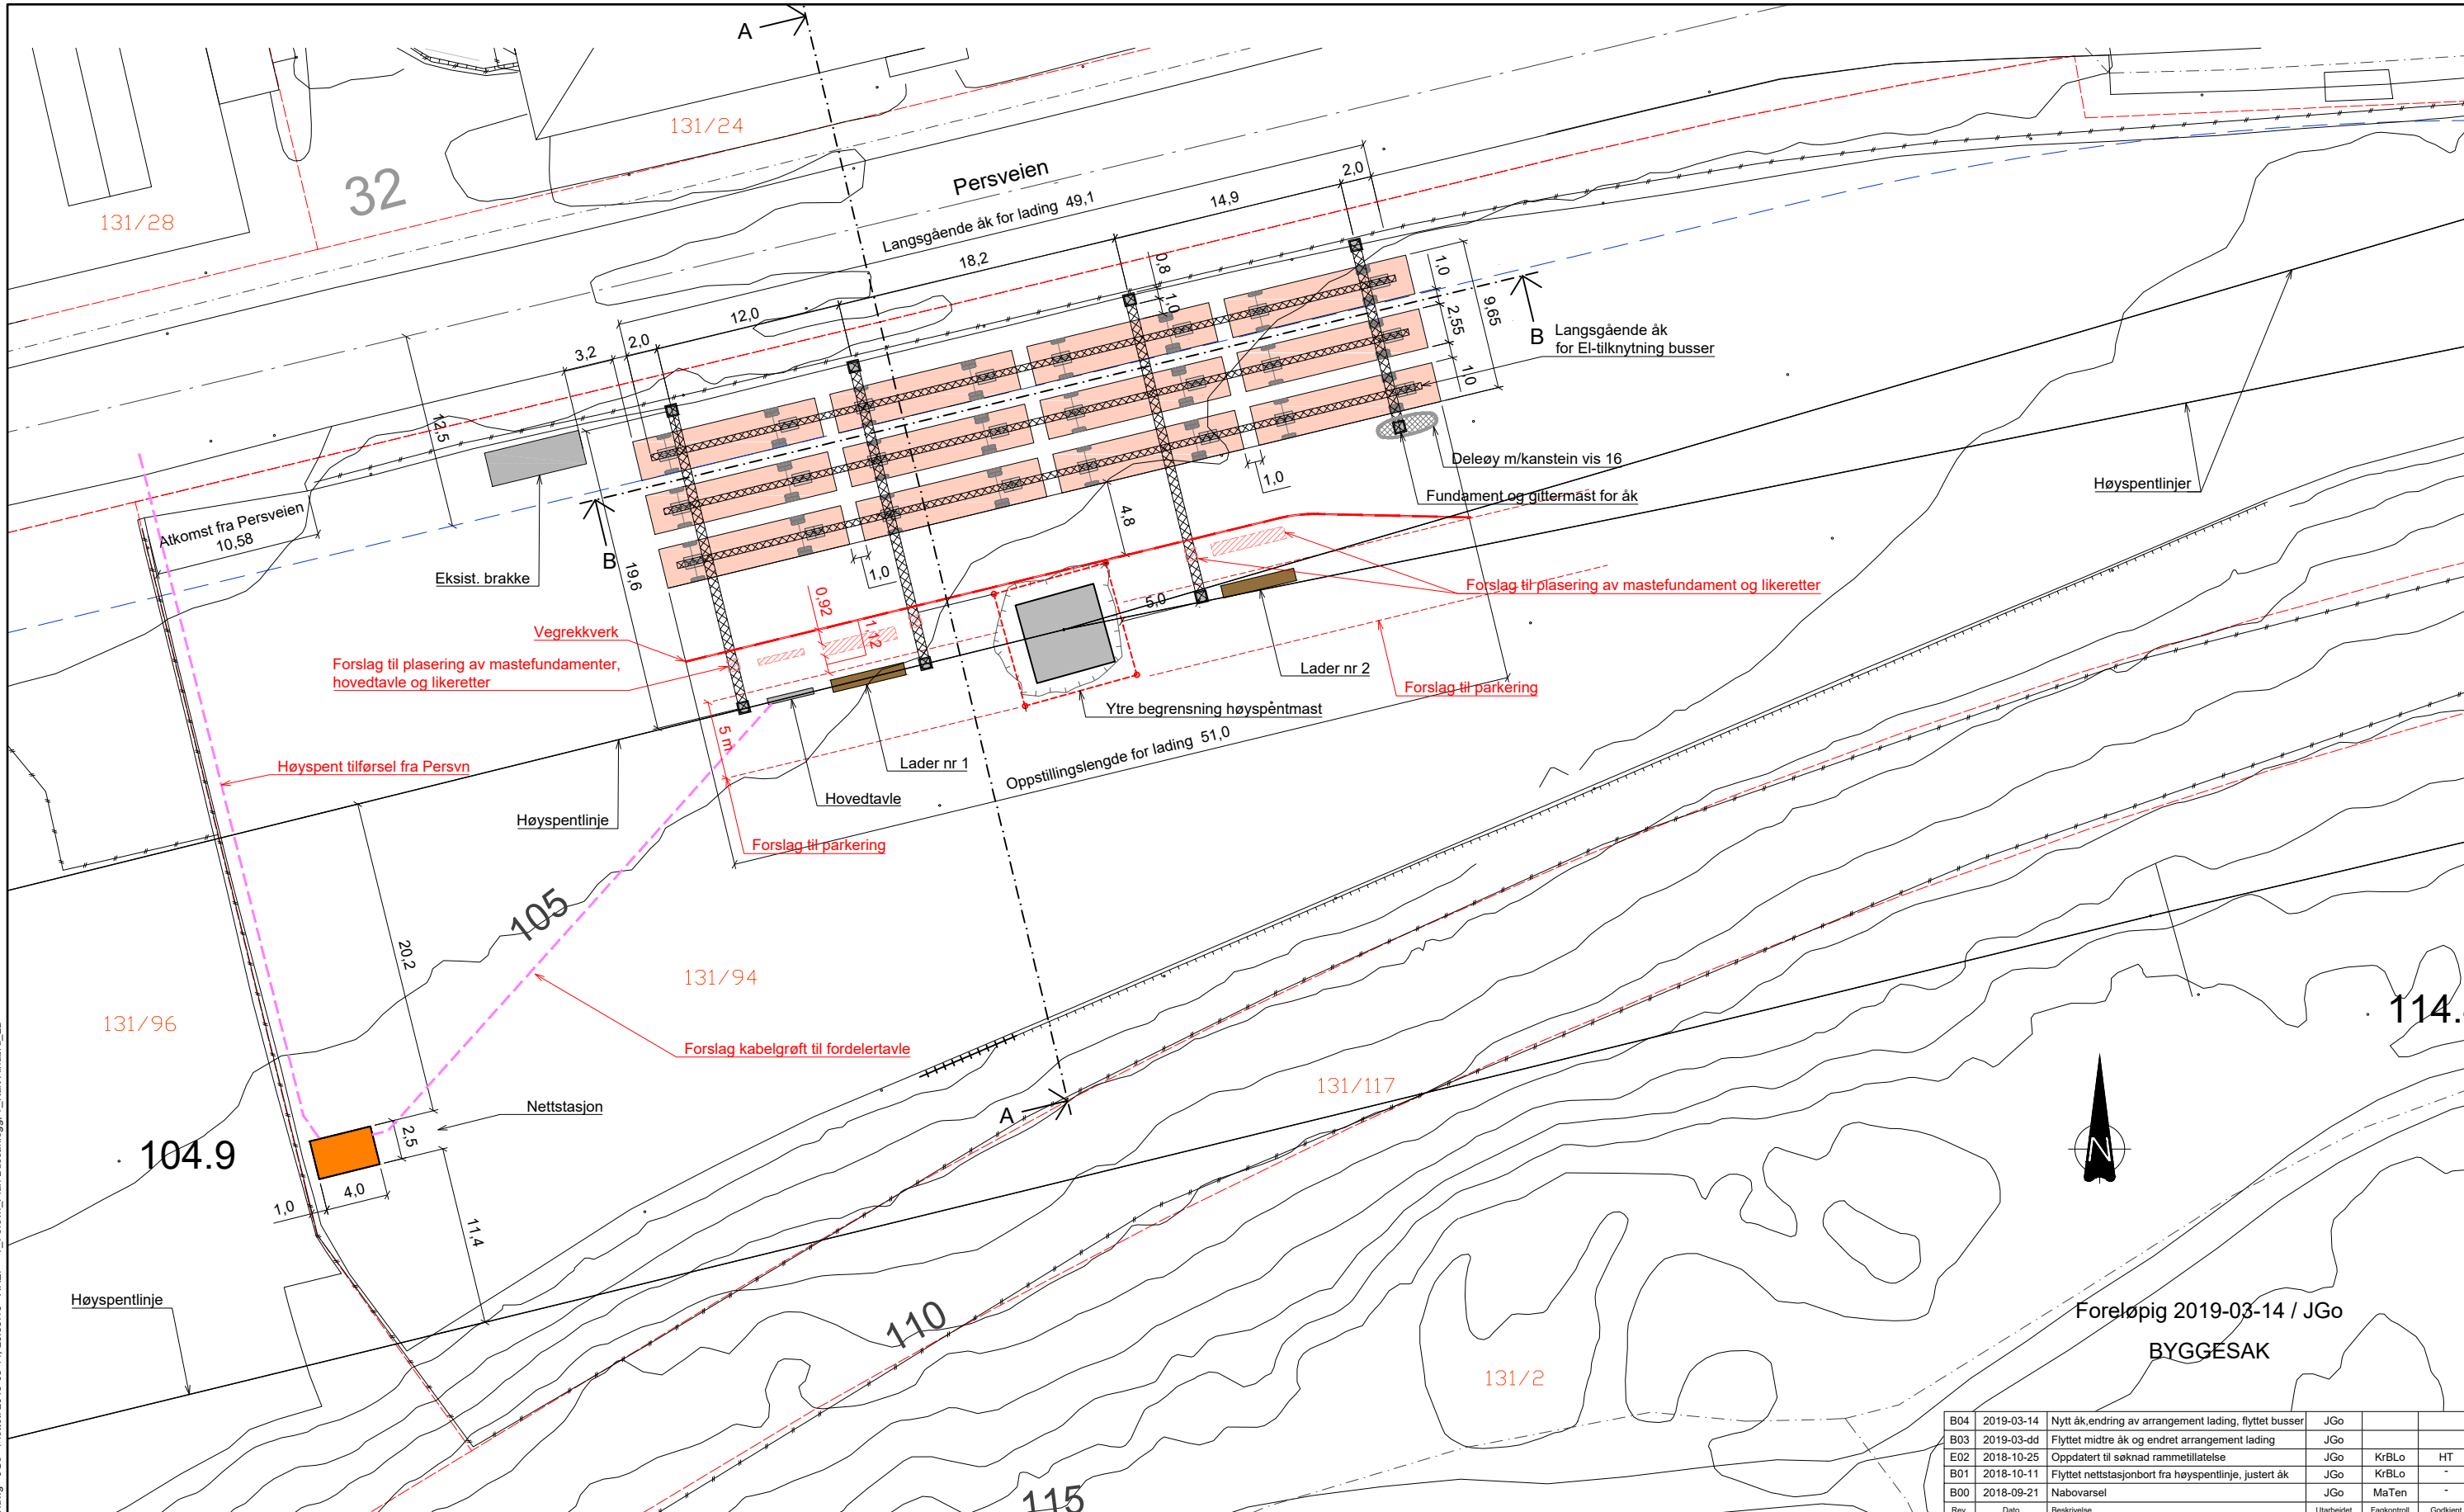 A
131/24
32
131/28
Persveien
Langsgående åk for lading 49,1
2,0
14,9
18,2
12,0
2,0
3,2
0,8
1,0
1,0
2,55
9,65
1,0
B
Langsgående åk
for El-tilknytning busser
12,5
Deleøy m/kanstein vis 16
Fundament og gittermast for åk
Høyspentlinjer
1,0
4,8
Atkomst fra Persveien
10,58
Eksist. brakke
B
19,6
1,0
0,92
1,12
5,0
Forslag til plasering av mastefundament og likeretter
Vegrekkverk
Forslag til plasering av mastefundamenter,
hovedtavle og likeretter
Lader nr 2
Forslag til parkering
Ytre begrensning høyspentmast
5 m
Høyspent tilførsel fra Persvn
Lader nr 1
Oppstillingslengde for lading 51,0
Hovedtavle
Høyspentlinje
Forslag til parkering
105
20,2
131/94
131/96
114.
Forslag kabelgrøft til fordelertavle
131/117
A
Nettstasjon
2,5
104.9
4,0
1,0
11,4
N
Høyspentlinje
110
Foreløpig 2019-03-14 / JGo
BYGGESAK
131/2
115
B04 2019-03-14 Nytt åk,endring av arrangement lading, flyttet busser JGo
B03 2019-03-dd Flyttet midtre åk og endret arrangement lading JGo
E02 2018-10-25 Oppdatert til søknad rammetillatelse JGo KrBLo HT
B01 2018-10-11 Flyttet nettstasjonbort fra høyspentlinje, justert åk JGo KrBLo -
B00 2018-09-21 Nabovarsel JGo MaTen -
Rev. Dato Beskrivelse Utarbeidet Fagkontroll Godkjent